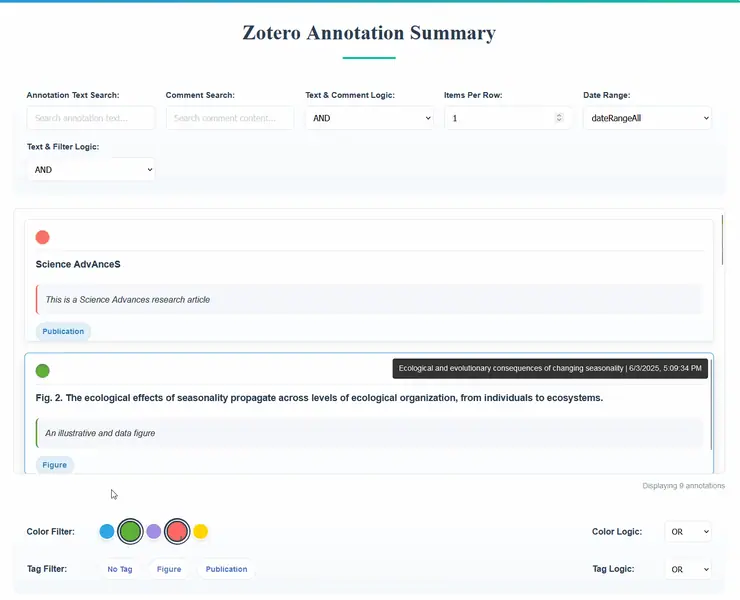 Zotero Annotation Summary
Annotation Text Search: Comment Search: Text & Comment Logic: Items Per Row: Date Range:
Search annotation text... Search comment content... AND 1 dateRangeAll
Text & Filter Logic:
AND
Science AdvAnceS
This is a Science Advances research article
Publication
Ecological and evolutionary consequences of changing seasonality | 6/3/2025, 5:09:34 PM
Fig. 2. The ecological effects of seasonality propagate across levels of ecological organization, from individuals to ecosystems.
An illustrative and data figure
Figure
Displaying 9 annotations
Color Filter: Color Logic: OR
Tag Filter: No Tag Figure Publication Tag Logic: OR